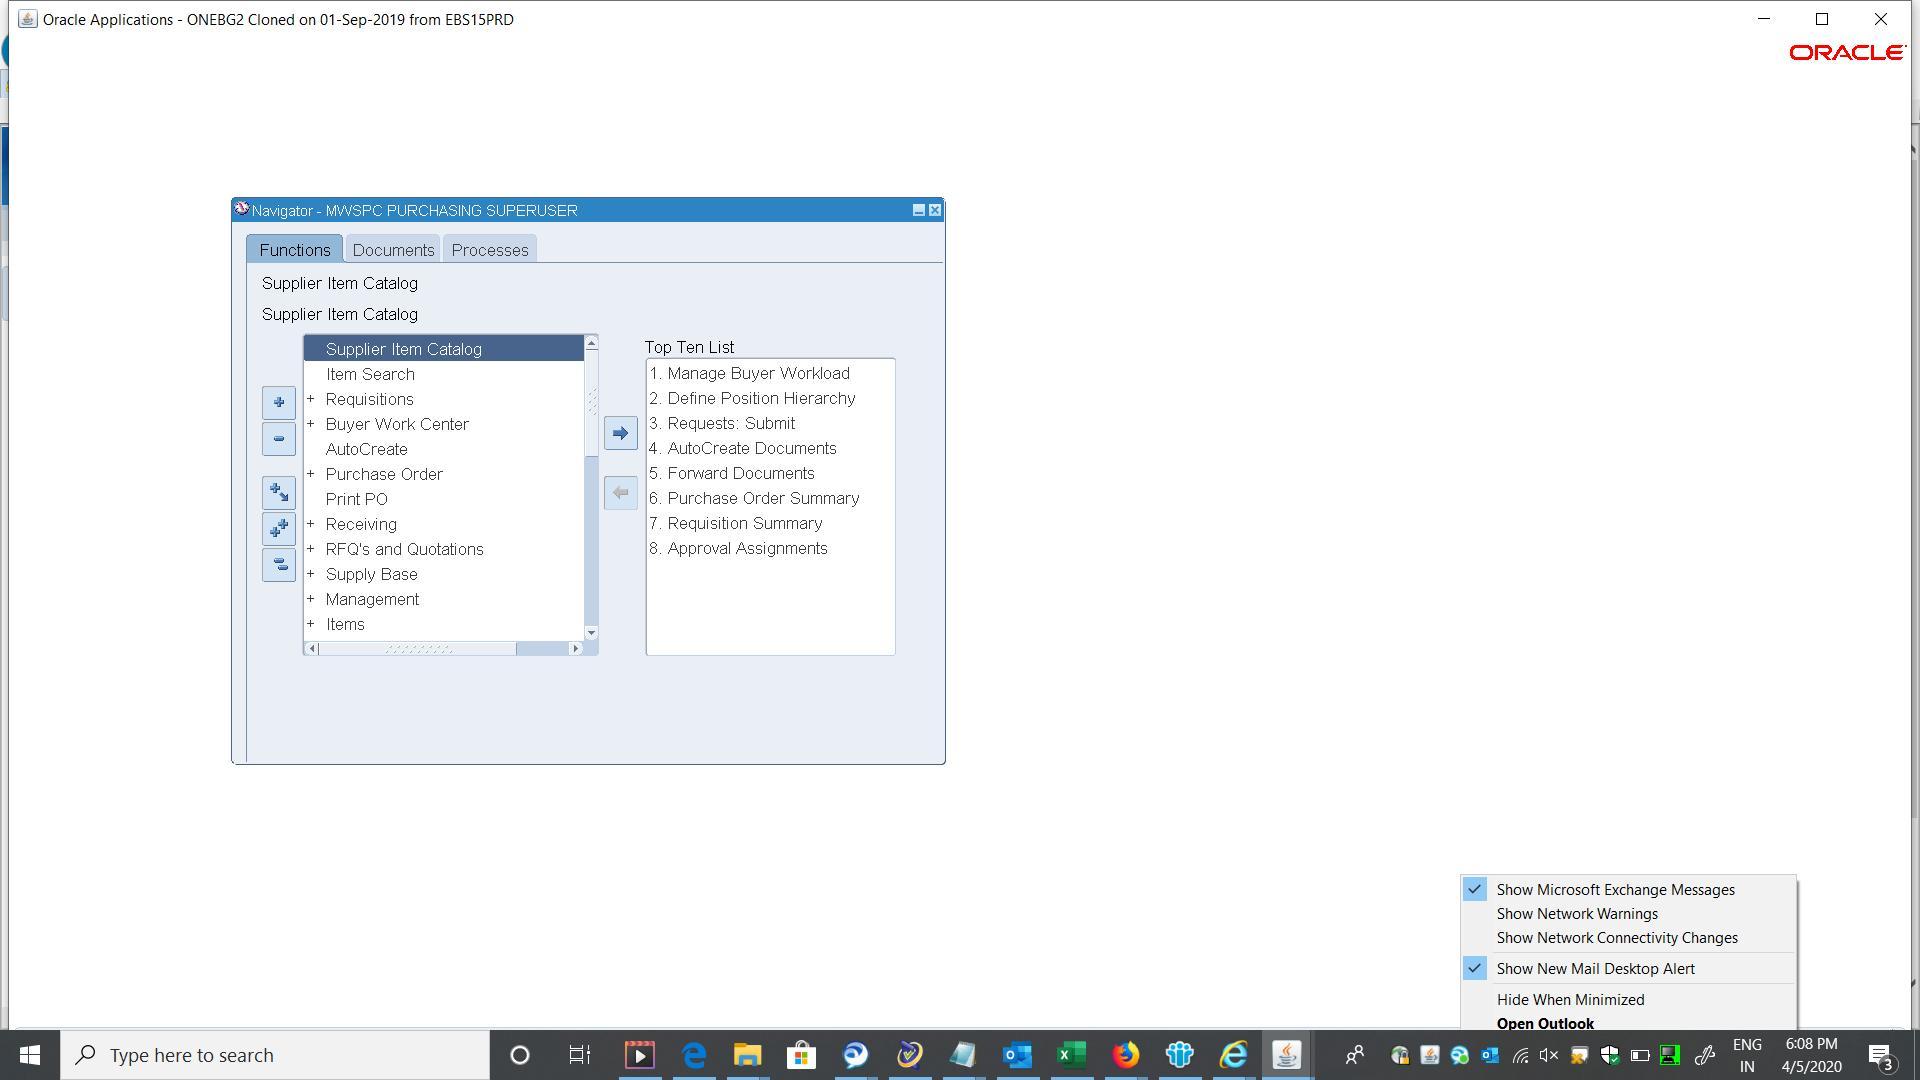 Oracle Applications - ONEBG2 Cloned on 01-Sep-2019 from EBS15PRD
ORACLE
Navigator - MWSPC PURCHASING SUPERUSER
Functions
Documents
Processes
Supplier Item Catalog
Supplier Item Catalog
Supplier Item Catalog
Item Search
+ Requisitions
+ Buyer Work Center
AutoCreate
+ Purchase Order
Print PO
+ Receiving
+ RFQ's and Quotations
+ Supply Base
+ Management
+ Items
Top Ten List
1. Manage Buyer Workload
2. Define Position Hierarchy
3. Requests: Submit
4. AutoCreate Documents
5. Forward Documents
6. Purchase Order Summary
7. Requisition Summary
8. Approval Assignments
Show Microsoft Exchange Messages
Show Network Warnings
Show Network Connectivity Changes
Show New Mail Desktop Alert
Hide When Minimized
Open Outlook
Type here to search
ENG
IN
6:08 PM
4/5/2020
3